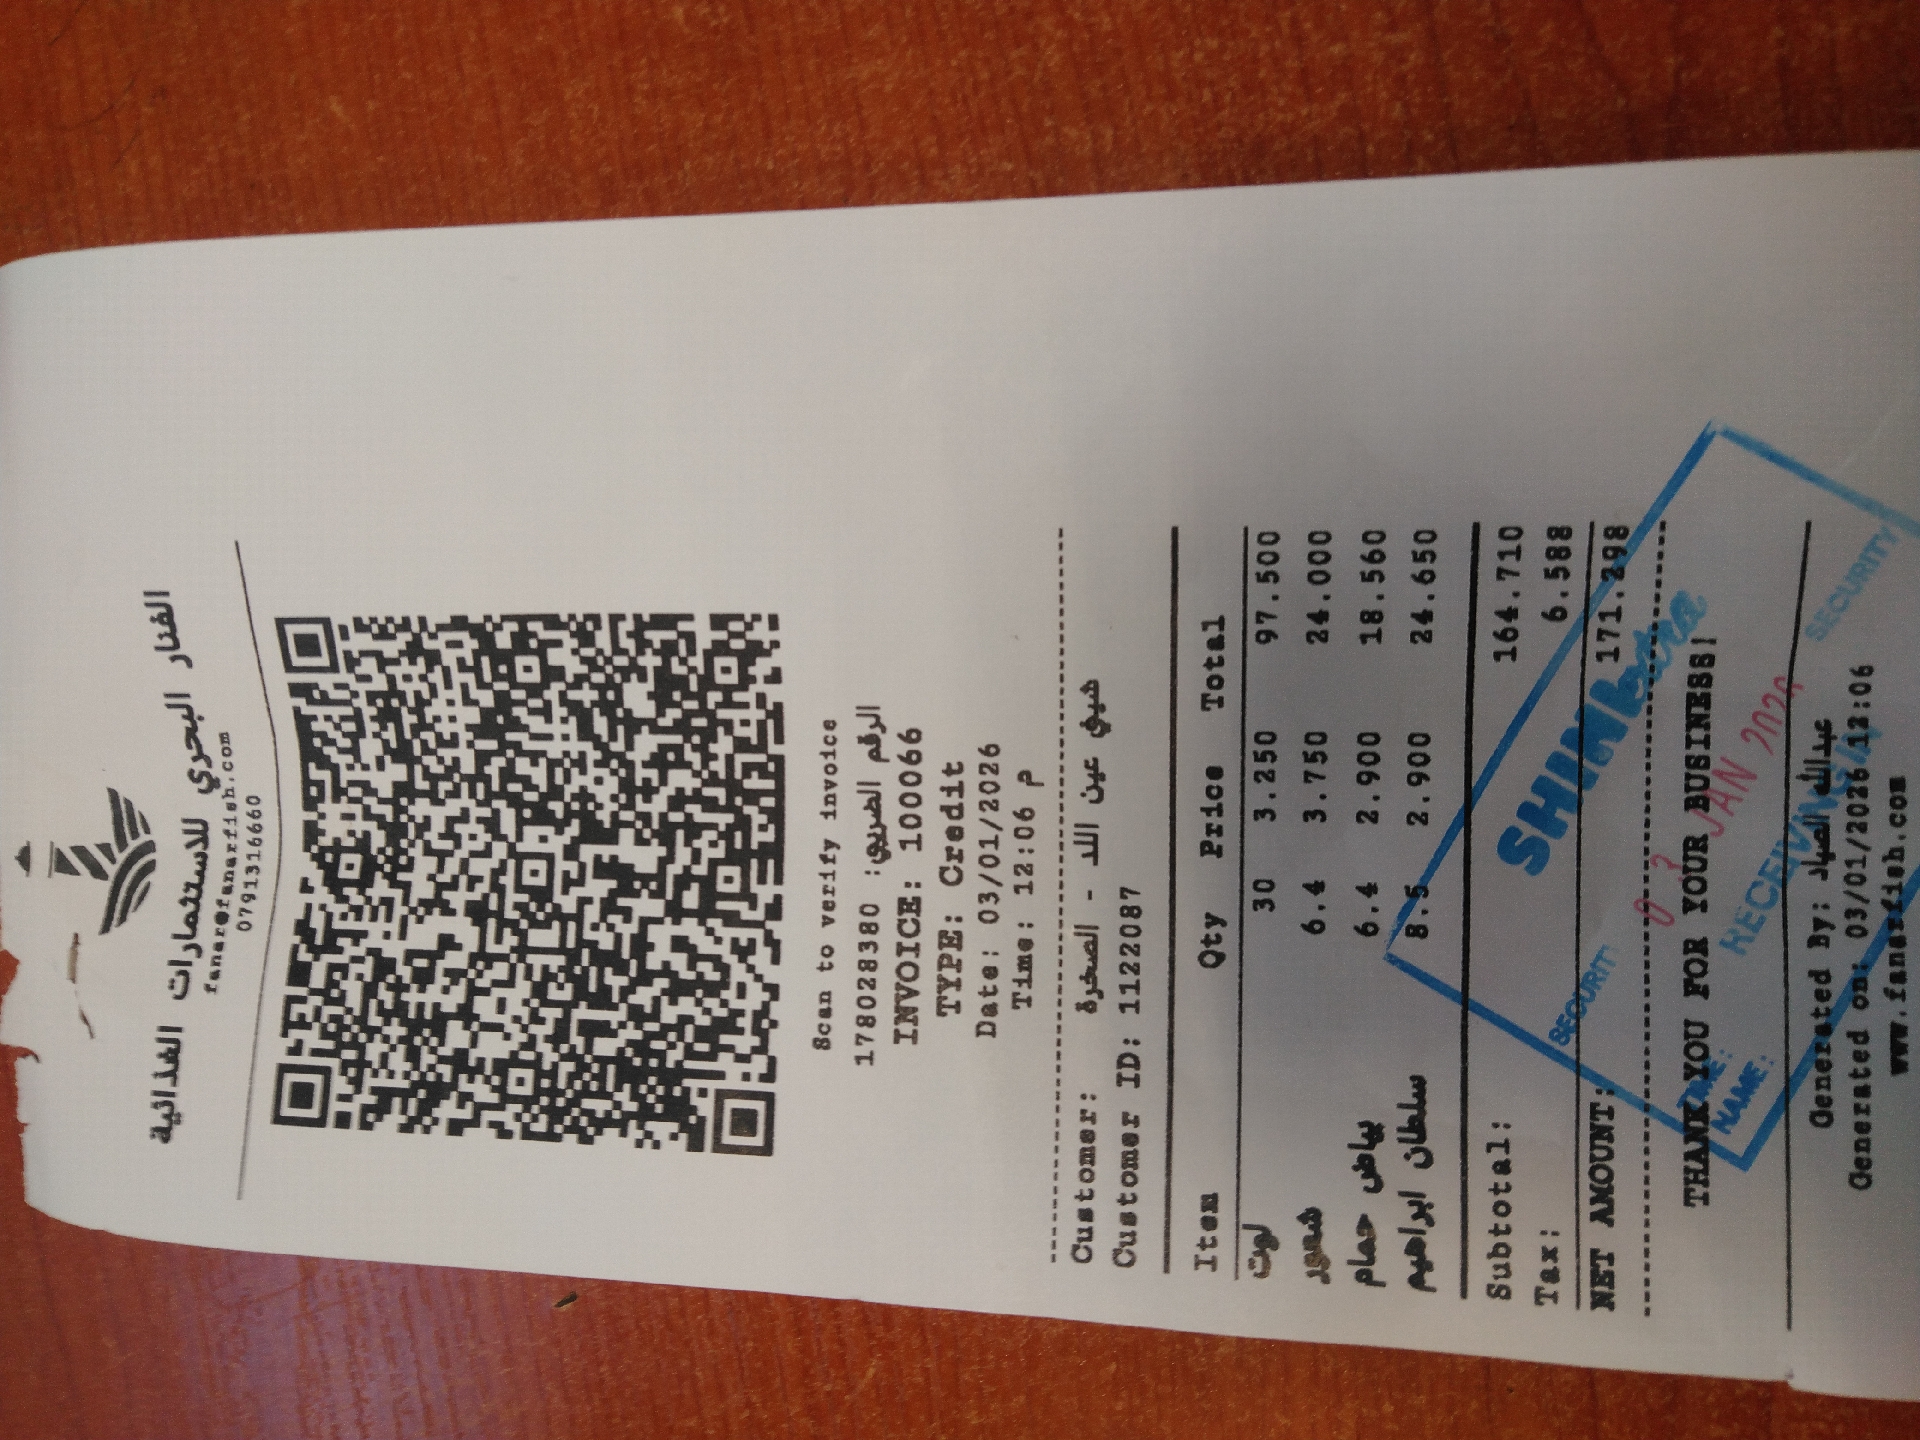 الفنار البحري للاستثمارات الغذائية
fanar@fanarfish.com
0791316660
Scan to verify invoice
الرقم الضريبي: 178028380
INVOICE: 100066
TYPE: Credit
Date: 03/01/2026
Time: 12:06 م
Customer: شيفي عين الد - الصخرة
Customer ID: 1122087
Item Qty Price Total
لوت 30 3.250 97.500
شعور 6.4 3.750 24.000
بياض حمام 6.4 2.900 18.560
سلطان ابراهيم 8.5 2.900 24.650
Subtotal: 164.710
Tax: 6.588
NET AMOUNT: 171.298
THANK YOU FOR YOUR BUSINESS!
Generated By: عبدالله الصياد
Generated on: 03/01/2026 12:06
www.fanarfish.com
SECURITY
JAN
RECEIVING
SECURITY
NAME: